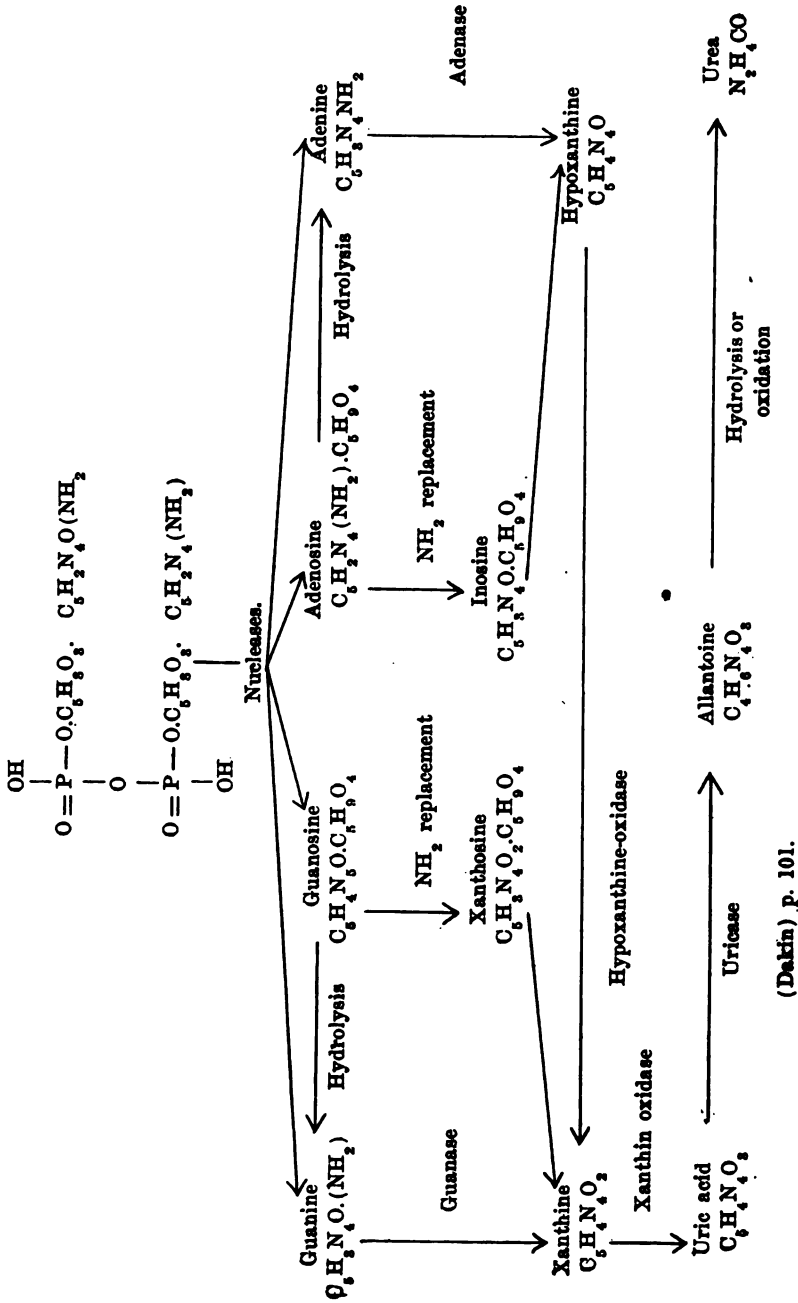 OH
O=P—O.C₅H₈O₃. C₅H₂N₄O(NH₂
O
O=P—O.C₅H₈O₃. C₅H₂N₄(NH₂)
OH
Nucleases.
Guanine
C₅H₃N₄O.(NH₂)
Hydrolysis
Guanosine
C₅H₄N₅O.C₅H₉O₄
Adenosine
C₅H₂N₄(NH₂).C₅H₉O₄
Hydrolysis
Adenine
C₅H₃N₄NH₂
Guanase
NH₂ replacement
NH₂ replacement
Adenase
Xanthosine
C₅H₃N₄O₂.C₅H₉O₄
Inosine
C₅H₃N₄O.C₅H₉O₄
Xanthine
C₅H₄N₄O₂
Hypoxanthine
C₅H₄N₄O
Hypoxanthine-oxidase
Xanthin oxidase
Uric acid
C₅H₄N₄O₃
Uricase
Allantoine
C₄.H₆N₄O₃
Hydrolysis or
oxidation
Urea
N₂H₄CO
(Dakin) p. 101.